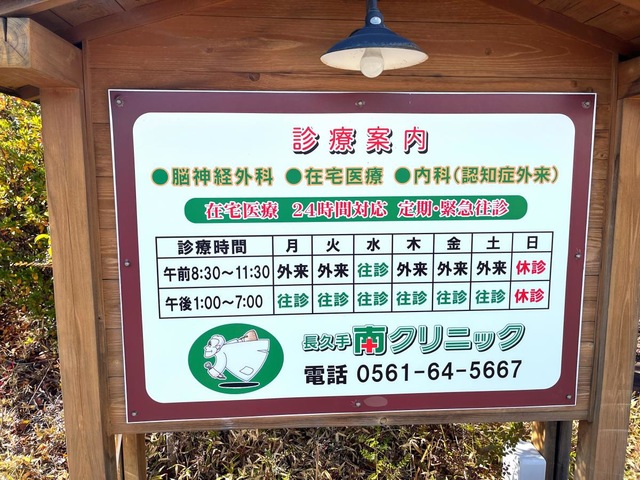 診療案内
●脳神経外科 ●在宅医療 ●内科(認知症外来)
在宅医療 24時間対応 定期・緊急往診
診療時間 月 火 水 木 金 土 日
午前8:30～11:30 外来 外来 往診 外来 外来 外来 休診
午後1:00～7:00 往診 往診 往診 往診 往診 往診 休診
長久手南クリニック
電話 0561-64-5667